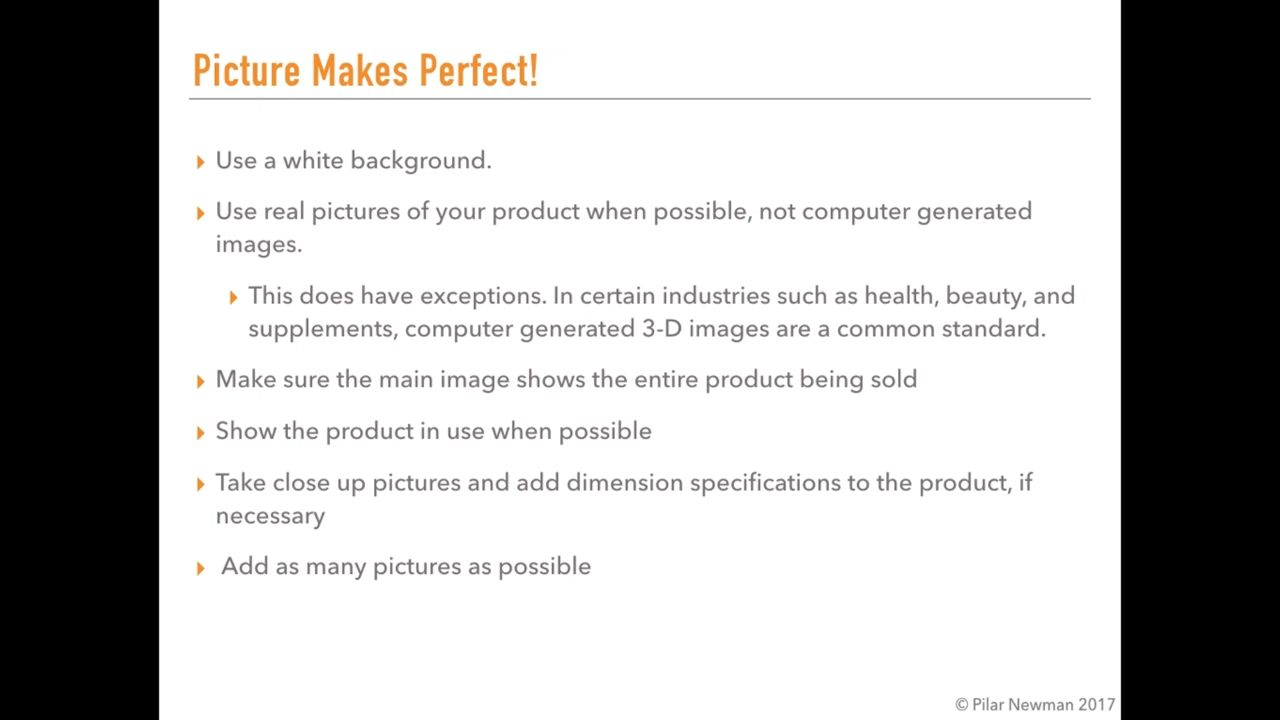 Picture Makes Perfect!
Use a white background.
Use real pictures of your product when possible, not computer generated
images.
This does have exceptions. In certain industries such as health, beauty, and
supplements, computer generated 3-D images are a common standard.
Make sure the main image shows the entire product being sold
Show the product in use when possible
Take close up pictures and add dimension specifications to the product, if
necessary
Add as many pictures as possible
© Pilar Newman 2017